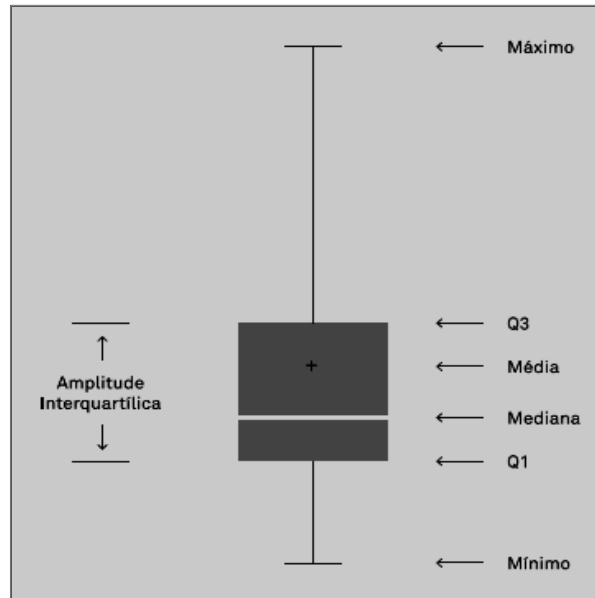 Máximo
Q3
Média
Amplitude
Interquartílica
Mediana
Q1
Mínimo